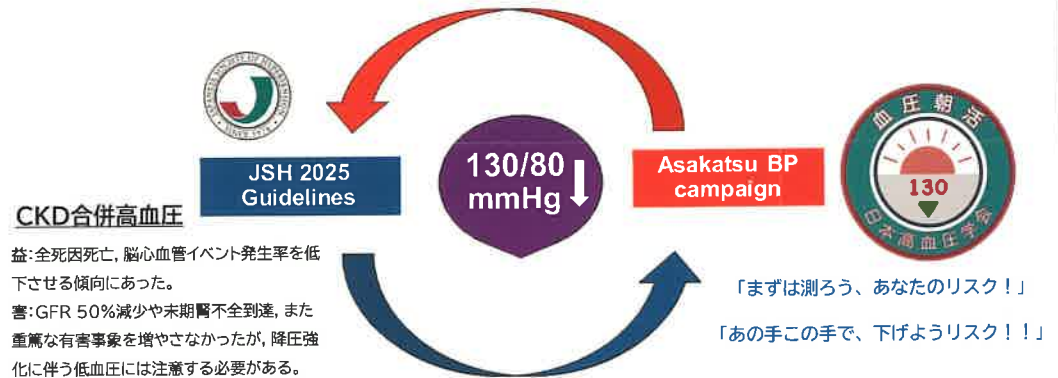 JAPANESE SOCIETY OF HYPERTENSION
SINCE 1978
JSH 2025
Guidelines
130/80
mmHg
Asakatsu BP
campaign
血圧朝活
130
日本高血圧学会
CKD合併高血圧
益:全死因死亡, 脳心血管イベント発生率を低
下させる傾向にあった。
害:GFR 50%減少や末期腎不全到達, また
重篤な有害事象を増やさなかったが, 降圧強
化に伴う低血圧には注意する必要がある。
「まずは測ろう、あなたのリスク！」
「あの手この手で、下げようリスク！！」